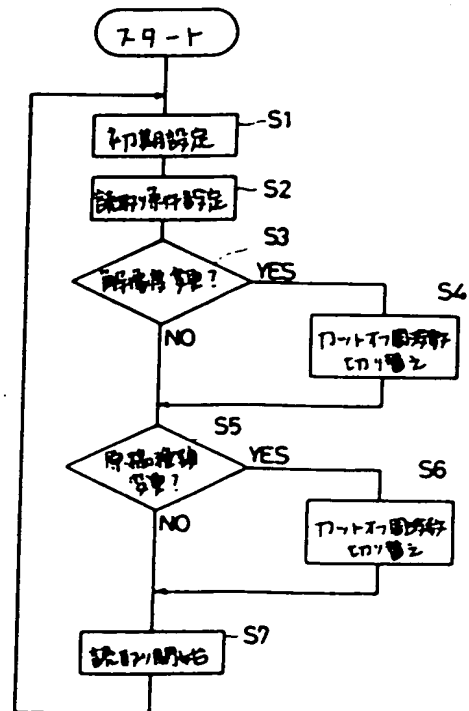 スタート
S1
初期設定
S2
読取り条件設定
S3
解像度変更?
YES
S4
NO
カットオフ周波数
切り替え
S5
原稿種類
変更?
YES
S6
NO
カットオフ周波数
切り替え
S7
読取り開始